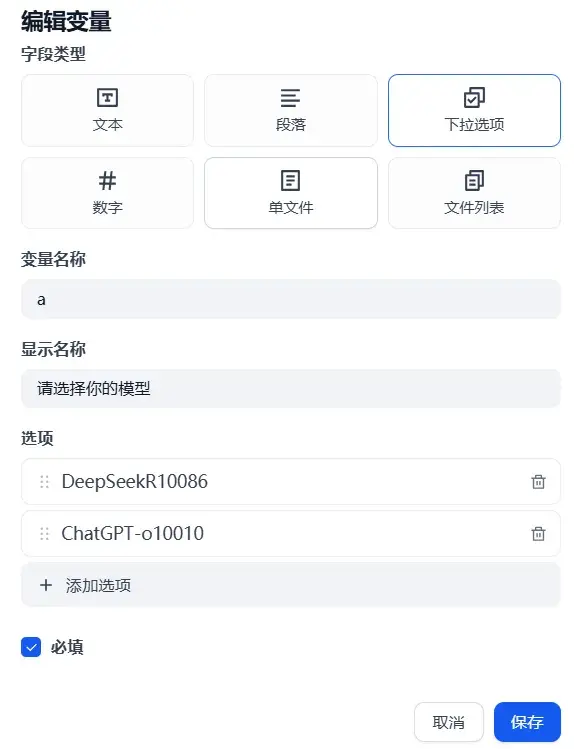 编辑变量
字段类型
文本
段落
下拉选项
数字
单文件
文件列表
变量名称
a
显示名称
请选择你的模型
选项
DeepSeekR10086
ChatGPT-o10010
+ 添加选项
必填
取消
保存